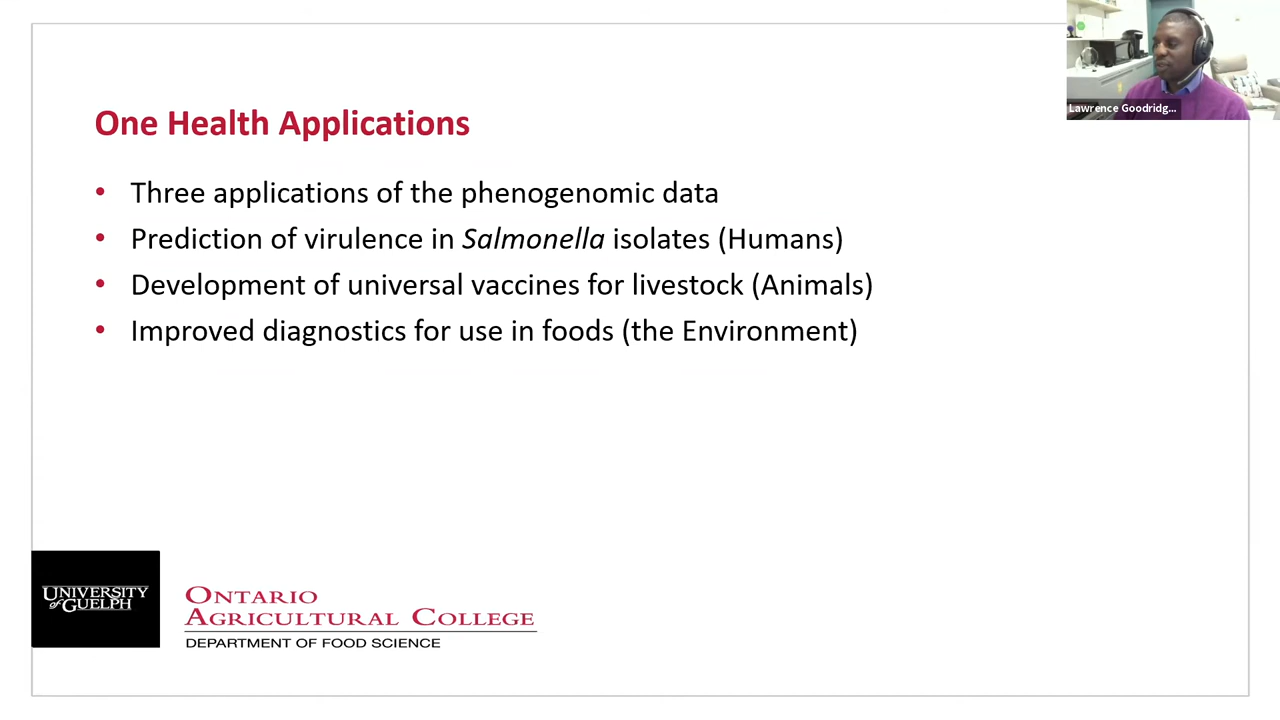 Lawrence Goodridg...
One Health Applications
• Three applications of the phenogenomic data
• Prediction of virulence in Salmonella isolates (Humans)
• Development of universal vaccines for livestock (Animals)
• Improved diagnostics for use in foods (the Environment)
UNIVERSITY
of GUELPH
ONTARIO
AGRICULTURAL COLLEGE
DEPARTMENT OF FOOD SCIENCE